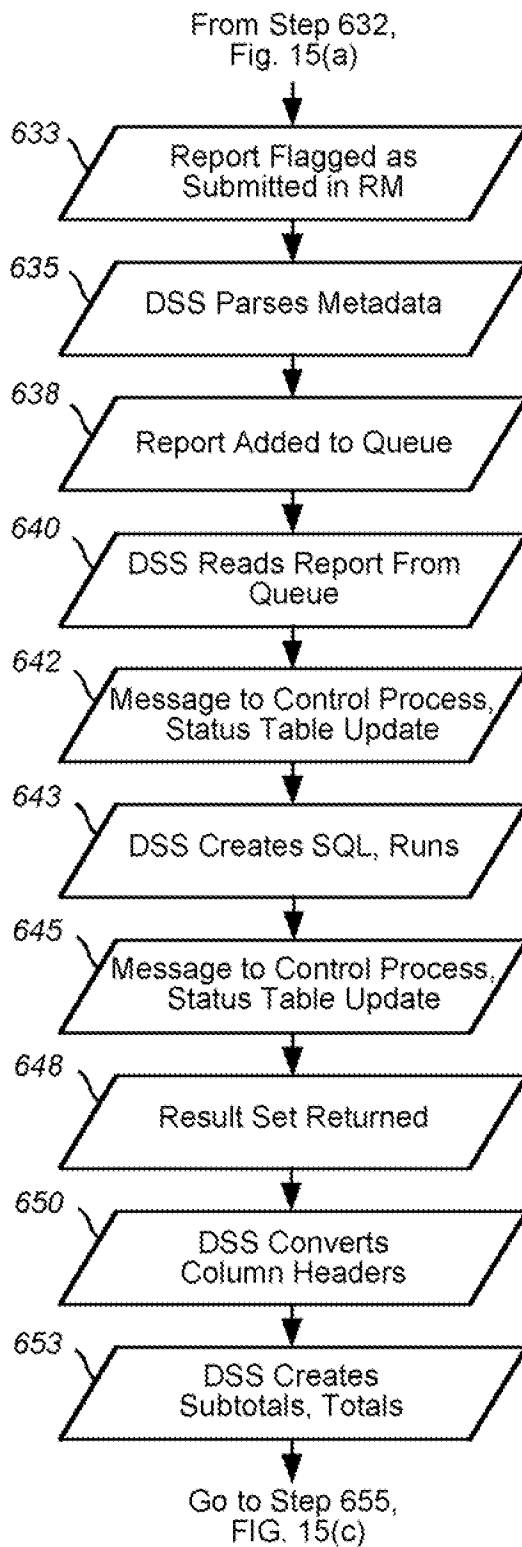 From Step 632,
Fig. 15(a)
633
Report Flagged as
Submitted in RM
635
DSS Parses Metadata
638
Report Added to Queue
640
DSS Reads Report From
Queue
642
Message to Control Process,
Status Table Update
643
DSS Creates SQL, Runs
645
Message to Control Process,
Status Table Update
648
Result Set Returned
650
DSS Converts
Column Headers
653
DSS Creates
Subtotals, Totals
Go to Step 655,
FIG. 15(c)